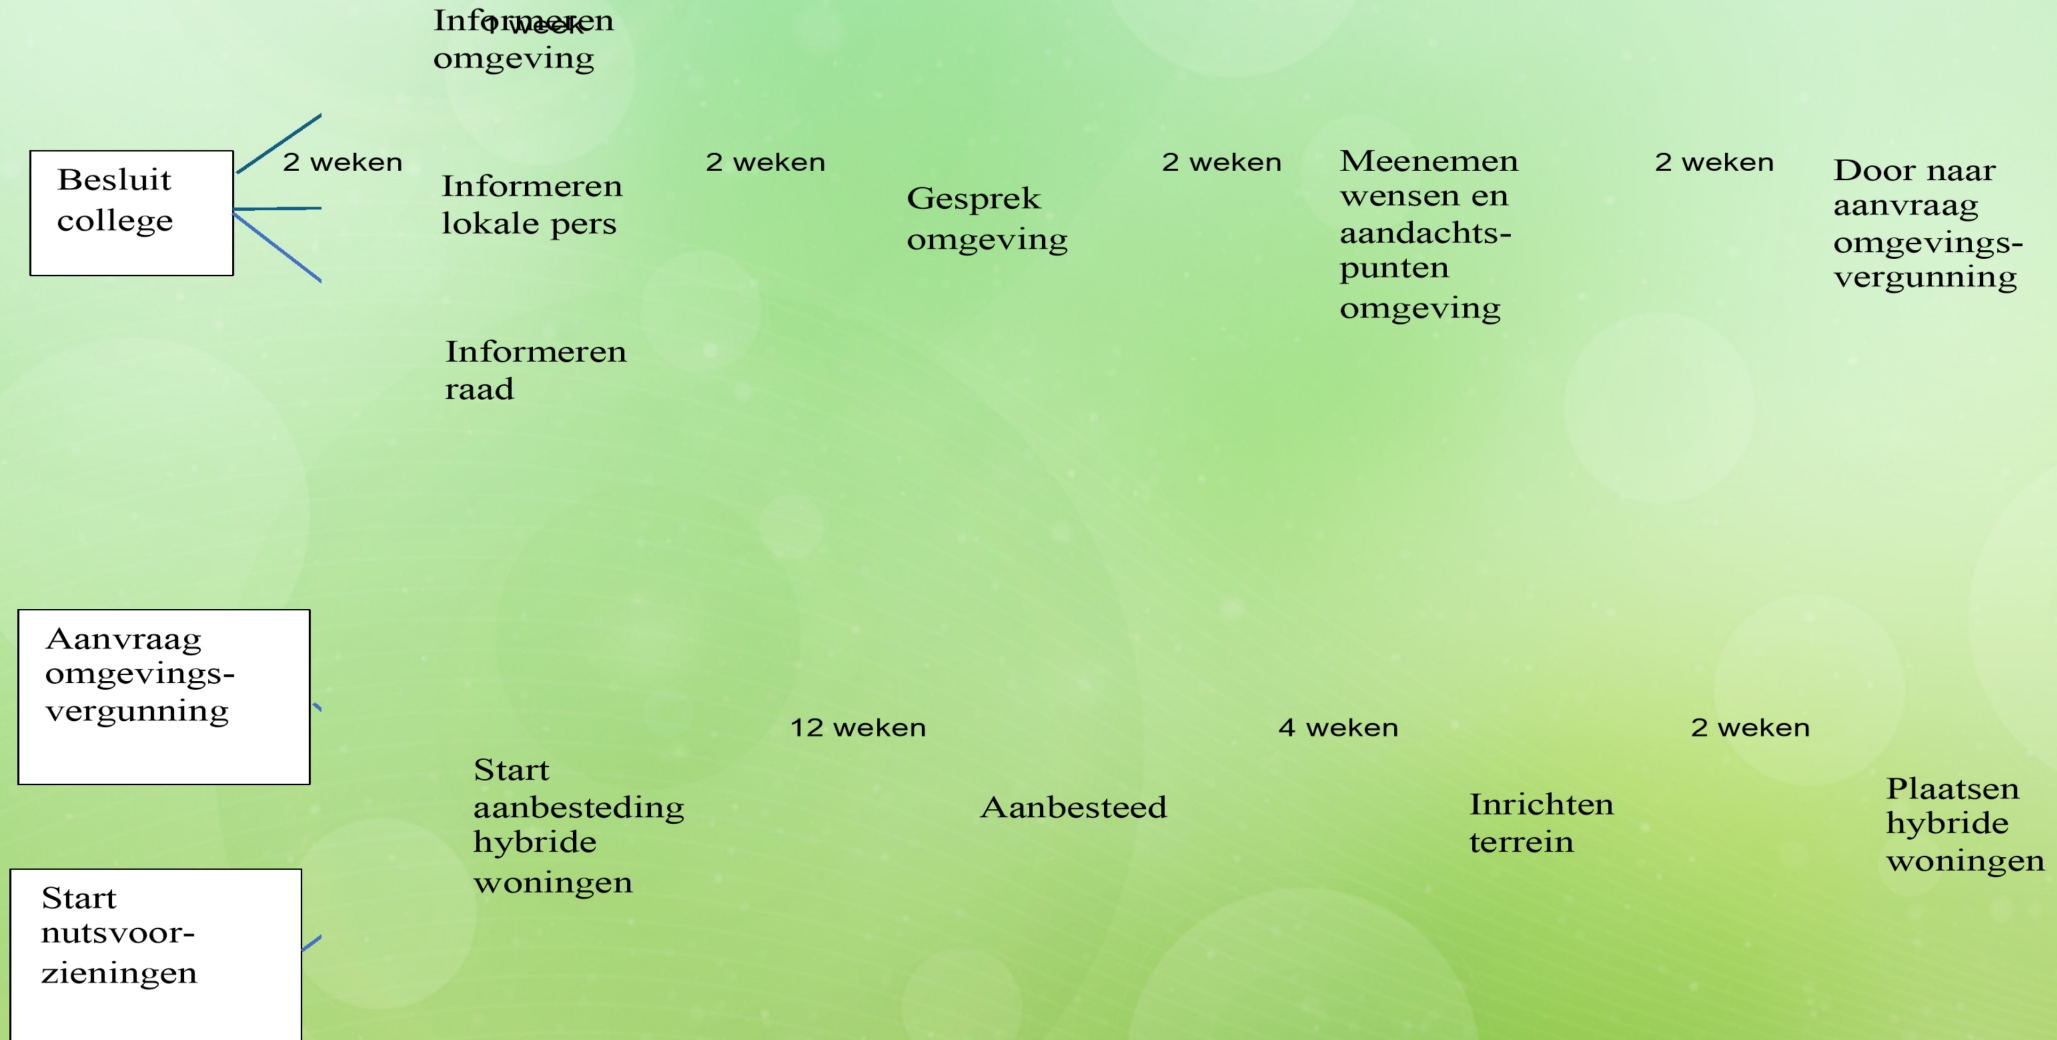 Informeren
1 week
omgeving
Besluit
college
2 weken
Informeren
lokale pers
2 weken
Gesprek
omgeving
2 weken
Meenemen
wensen en
aandachts-
punten
omgeving
2 weken
Door naar
aanvraag
omgevings-
vergunning
Informeren
raad
Aanvraag
omgevings-
vergunning
Start
nutsvoor-
zieningen
Start
aanbesteding
hybride
woningen
12 weken
Aanbesteed
4 weken
Inrichten
terrein
2 weken
Plaatsen
hybride
woningen